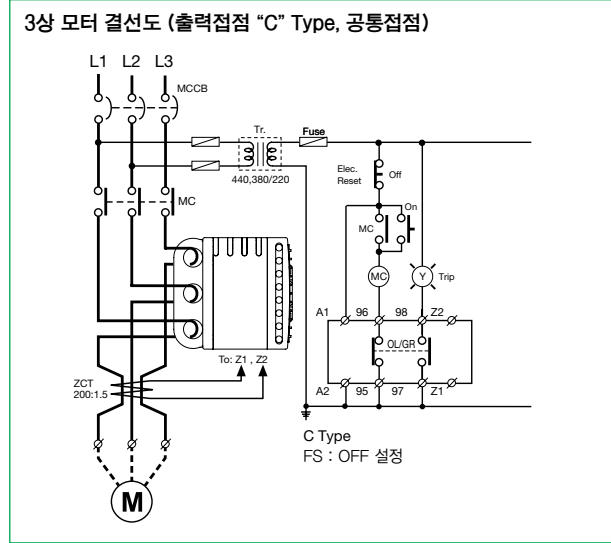 3상 모터 결선도 (출력접점 “C” Type, 공통접점)
L1 L2 L3
MCCB
Tr.
Fuse
440,380/220
Elec.
Reset
Off
On
MC
MC
MC
Y
Trip
A1 96 98 Z2
OL/GR
A2 95 97 Z1
To: Z1 , Z2
ZCT
200:1.5
C Type
FS : OFF 설정
M